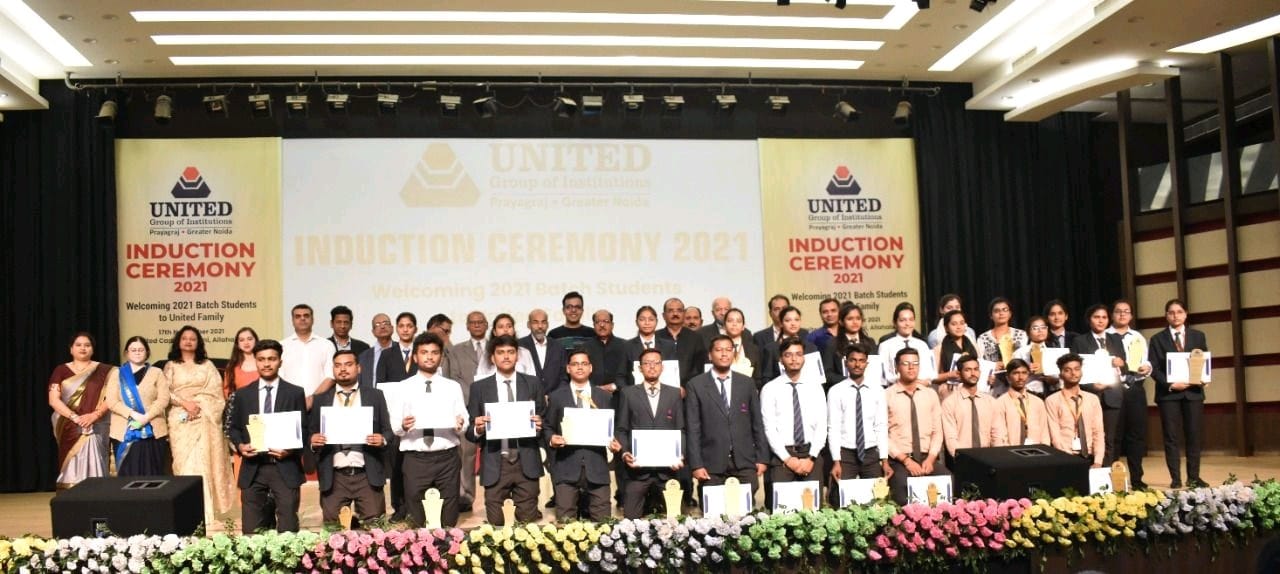 UNITED
Group of Institutions
Prayagraj • Greater Noida
INDUCTION
CEREMONY
2021
Welcoming 2021 Batch Students
to United Family
UNITED
Group of Institutions
Prayagraj • Greater Noida
INDUCTION CEREMONY 2021
Welcoming 2021 Batch Students
UNITED
Group of Institutions
Prayagraj • Greater Noida
INDUCTION
CEREMONY
2021
Welcoming 2021 Batch Students
Family
2021